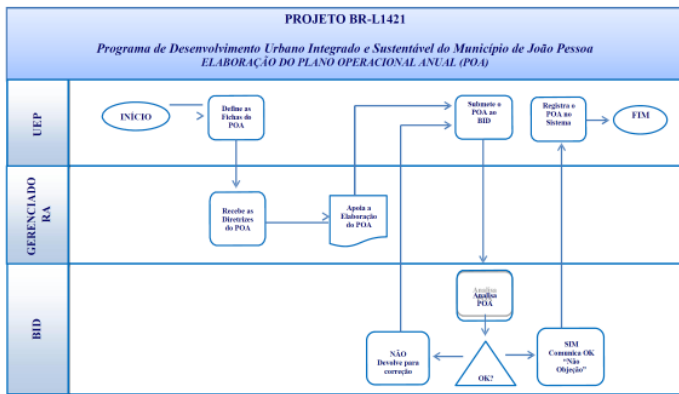 PROJETO BR-L1421
Programa de Desenvolvimento Urbano Integrado e Sustentável do Município de João Pessoa
ELABORAÇÃO DO PLANO OPERACIONAL ANUAL (POA)
UEP
INÍCIO
Define as
Fichas do
POA
Submete o
POA ao
BID
Registra o
POA no
Sistema
FIM
GERENCIADO
RA
Recebe as
Diretrizes
do POA
Apoia a
Elaboração
do POA
BID
Analisa
Analisa
POA
NÃO
Devolve para
correção
OK?
SIM
Comunica OK
“Não
Objeção”